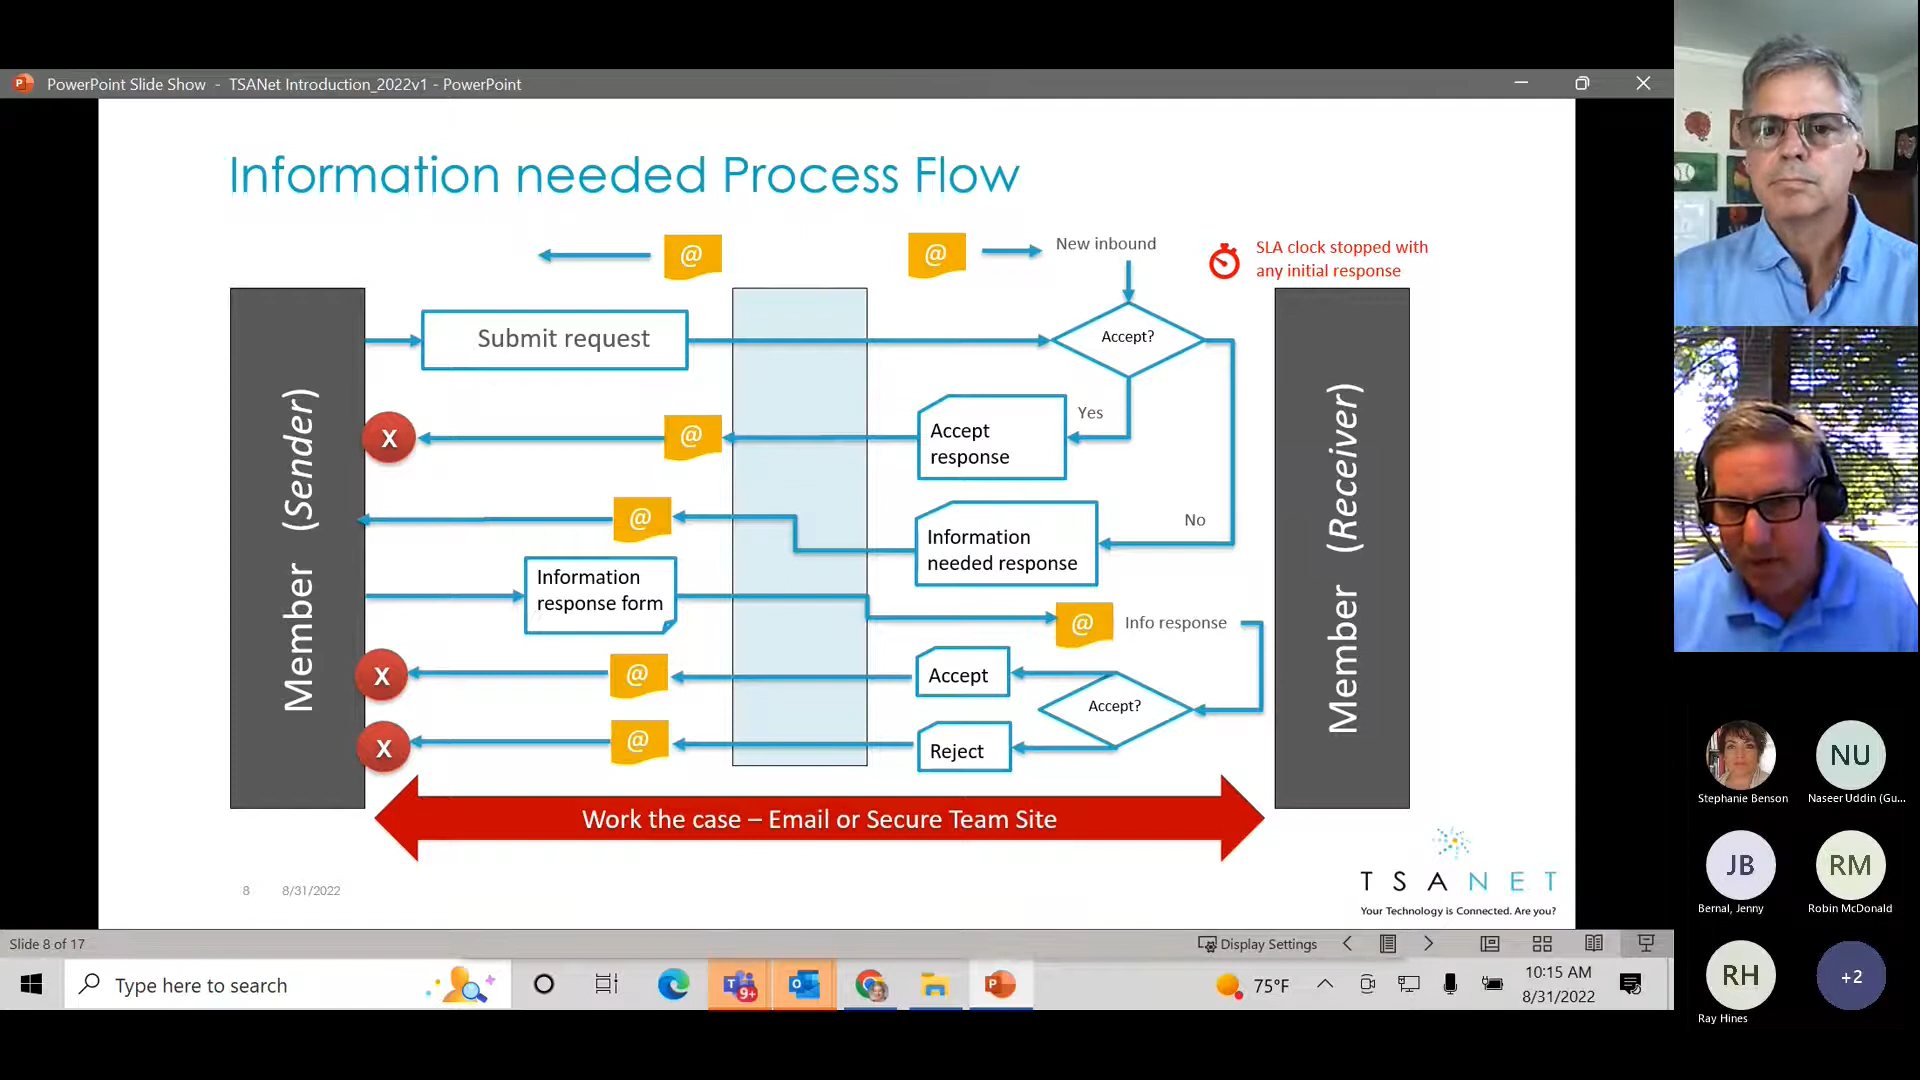 PowerPoint Slide Show - TSANet Introduction_2022v1 - PowerPoint
Information needed Process Flow
@
@
New inbound
SLA clock stopped with
any initial response
Submit request
Accept?
Yes
X
@
Accept
response
@
No
Information
needed response
Information
response form
@
Info response
X
@
Accept
Accept?
X
@
Reject
Member (Sender)
Member (Receiver)
Work the case – Email or Secure Team Site
8
8/31/2022
TSANET
Your Technology is Connected. Are you?
Slide 8 of 17
Display Settings
Type here to search
9+
75°F
10:15 AM
8/31/2022
Stephanie Benson
NU
Naseer Uddin (Gu...
JB
Bernal, Jenny
RM
Robin McDonald
RH
Ray Hines
+2